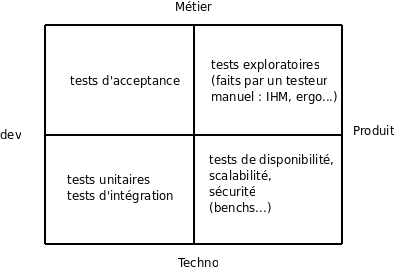 Métier
tests d'acceptance
tests exploratoires
(faits par un testeur
manuel : IHM, ergo...)
dev
Produit
tests unitaires
tests d'intégration
tests de disponibilité,
scalabilité,
sécurité
(benchs...)
Techno